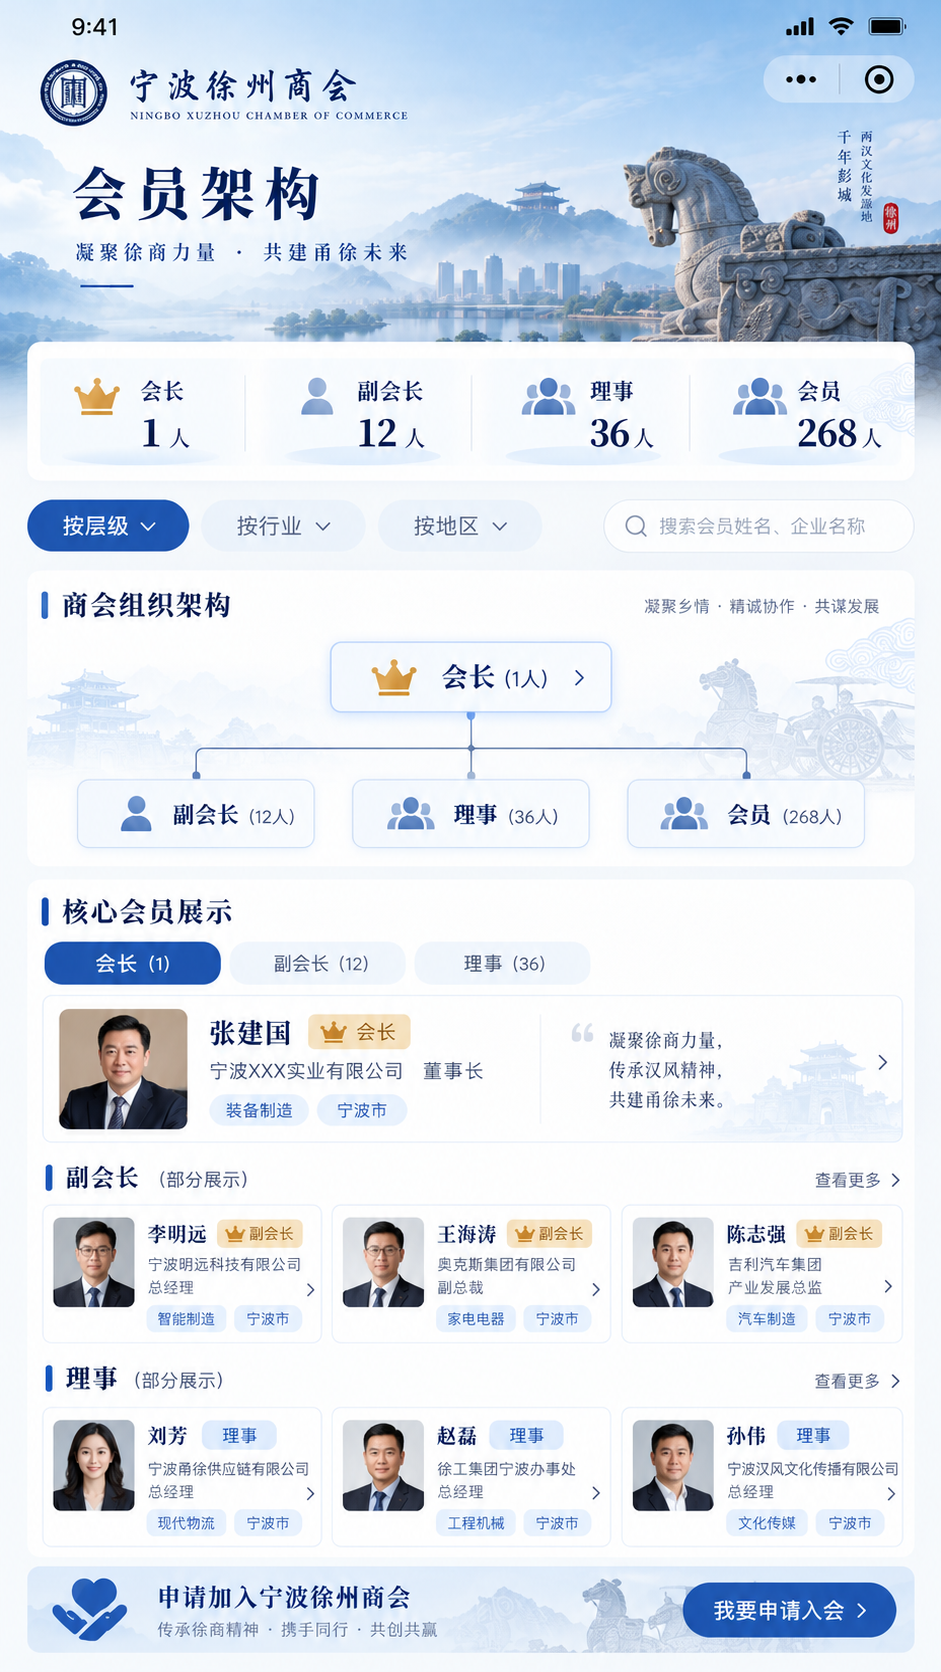 9:41
宁波徐州商会
NINGBO XUZHOU CHAMBER OF COMMERCE
会员架构
凝聚徐商力量 · 共建甬徐未来
两汉文化发源地
千年彭城
徐州
会长
1 人
副会长
12 人
理事
36 人
会员
268 人
按层级
按行业
按地区
搜索会员姓名、企业名称
商会组织架构
凝聚乡情 · 精诚协作 · 共谋发展
会长 (1人)
副会长 (12人)
理事 (36人)
会员 (268人)
核心会员展示
会长 (1)
副会长 (12)
理事 (36)
张建国 会长
宁波XXX实业有限公司 董事长
装备制造 宁波市
“ 凝聚徐商力量，
传承汉风精神，
共建甬徐未来。
副会长 (部分展示)
查看更多
李明远 副会长
宁波明远科技有限公司
总经理
智能制造 宁波市
王海涛 副会长
奥克斯集团有限公司
副总裁
家电电器 宁波市
陈志强 副会长
吉利汽车集团
产业发展总监
汽车制造 宁波市
理事 (部分展示)
查看更多
刘芳 理事
宁波甬徐供应链有限公司
总经理
现代物流 宁波市
赵磊 理事
徐工集团宁波办事处
总经理
工程机械 宁波市
孙伟 理事
宁波汉风文化传播有限公司
总经理
文化传媒 宁波市
申请加入宁波徐州商会
传承徐商精神 · 携手同行 · 共创共赢
我要申请入会